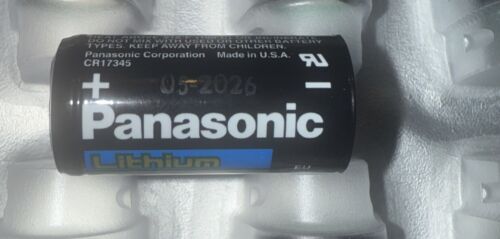 DO NOT MIX WITH USED OR OTHER BATTERY
TYPES. KEEP AWAY FROM CHILDREN.
Panasonic Corporation Made in U.S.A.
CR17345
+ 05-2026 −
Panasonic
Lithium
EU